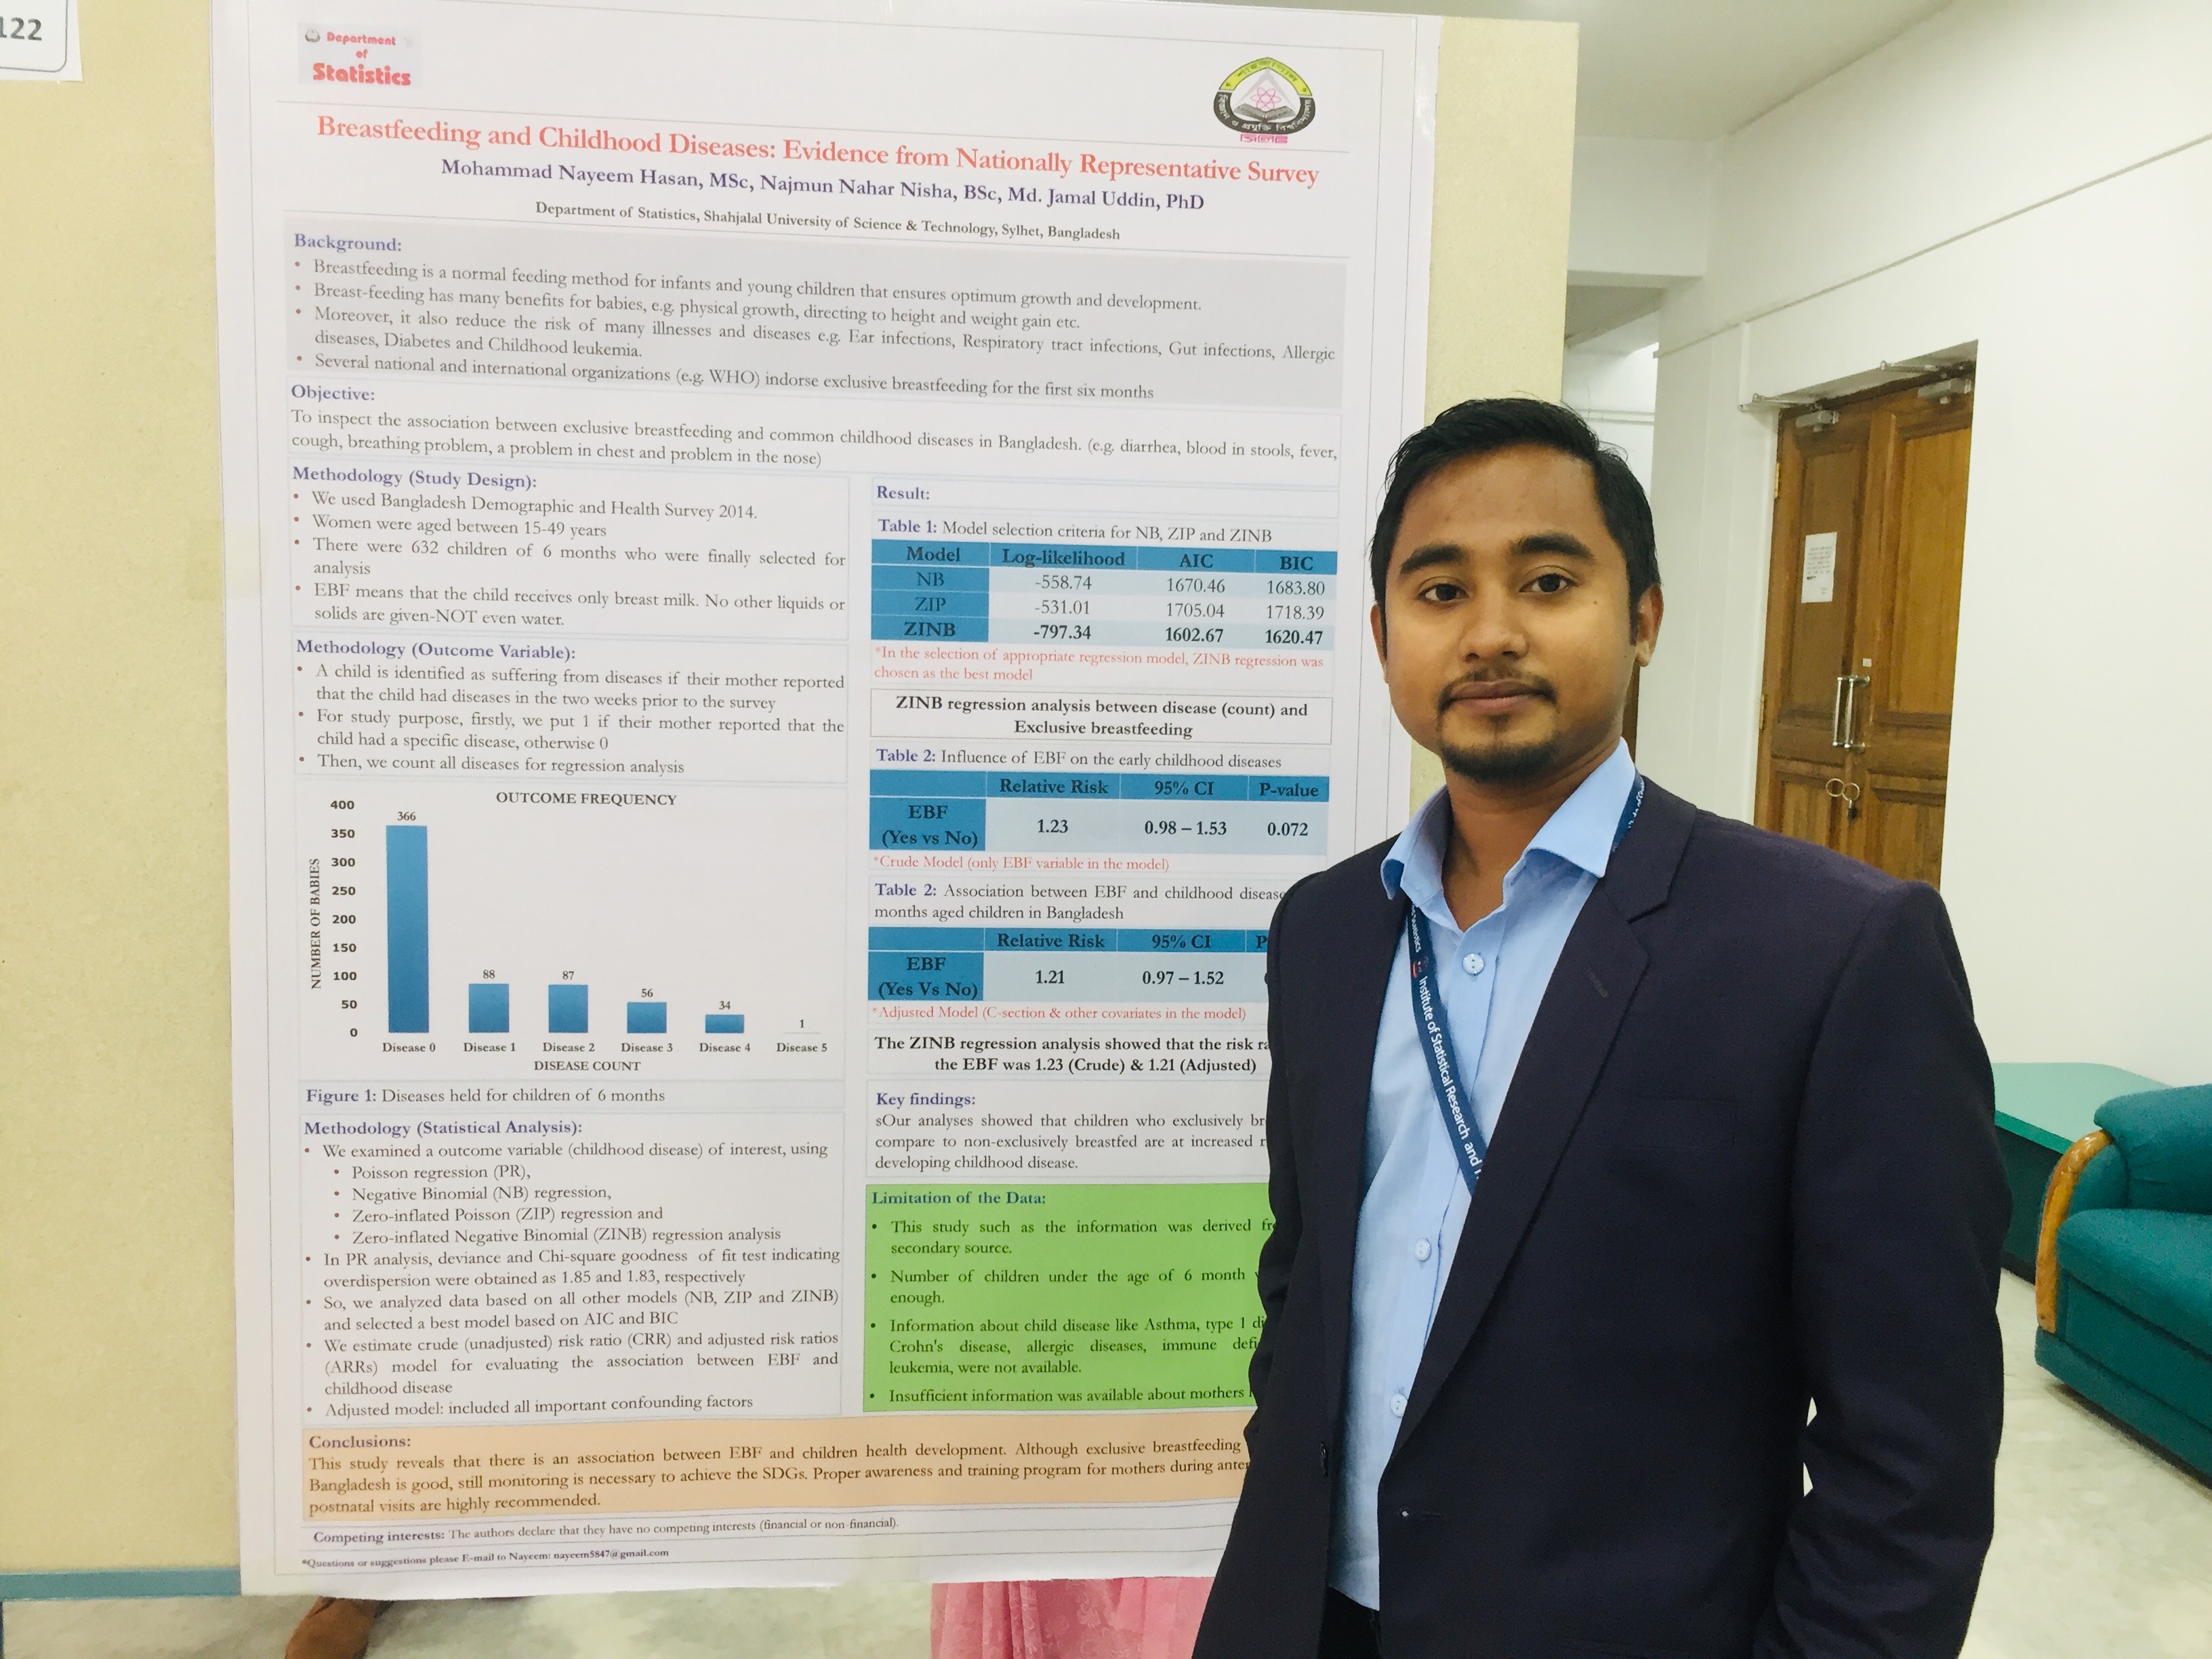 122
Department
of
Statistics
বিজ্ঞান ও প্রযুক্তি বিশ্ববিদ্যালয়
Breastfeeding and Childhood Diseases: Evidence from Nationally Representative Survey
Mohammad Nayeem Hasan, MSc, Najmun Nahar Nisha, BSc, Md. Jamal Uddin, PhD
Department of Statistics, Shahjalal University of Science & Technology, Sylhet, Bangladesh
Background:
• Breastfeeding is a normal feeding method for infants and young children that ensures optimum growth and development.
• Breast-feeding has many benefits for babies, e.g. physical growth, directing to height and weight gain etc.
• Moreover, it also reduce the risk of many illnesses and diseases e.g. Ear infections, Respiratory tract infections, Gut infections, Allergic
diseases, Diabetes and Childhood leukemia.
• Several national and international organizations (e.g. WHO) indorse exclusive breastfeeding for the first six months
Objective:
To inspect the association between exclusive breastfeeding and common childhood diseases in Bangladesh. (e.g. diarrhea, blood in stools, fever,
cough, breathing problem, a problem in chest and problem in the nose)
Methodology (Study Design):
• We used Bangladesh Demographic and Health Survey 2014.
• Women were aged between 15-49 years
• There were 632 children of 6 months who were finally selected for
analysis
• EBF means that the child receives only breast milk. No other liquids or
solids are given-NOT even water.
Methodology (Outcome Variable):
• A child is identified as suffering from diseases if their mother reported
that the child had diseases in the two weeks prior to the survey
• For study purpose, firstly, we put 1 if their mother reported that the
child had a specific disease, otherwise 0
• Then, we count all diseases for regression analysis
OUTCOME FREQUENCY
NUMBER OF BABIES
400
350
300
250
200
150
100
50
0
366
88
87
56
34
1
Disease 0 Disease 1 Disease 2 Disease 3 Disease 4 Disease 5
DISEASE COUNT
Figure 1: Diseases held for children of 6 months
Methodology (Statistical Analysis):
• We examined a outcome variable (childhood disease) of interest, using
• Poisson regression (PR),
• Negative Binomial (NB) regression,
• Zero-inflated Poisson (ZIP) regression and
• Zero-inflated Negative Binomial (ZINB) regression analysis
• In PR analysis, deviance and Chi-square goodness of fit test indicating
overdispersion were obtained as 1.85 and 1.83, respectively
• So, we analyzed data based on all other models (NB, ZIP and ZINB)
and selected a best model based on AIC and BIC
• We estimate crude (unadjusted) risk ratio (CRR) and adjusted risk ratios
(ARRs) model for evaluating the association between EBF and
childhood disease
• Adjusted model: included all important confounding factors
Result:
Table 1: Model selection criteria for NB, ZIP and ZINB
Model Log-likelihood AIC BIC
NB -558.74 1670.46 1683.80
ZIP -531.01 1705.04 1718.39
ZINB -797.34 1602.67 1620.47
*In the selection of appropriate regression model, ZINB regression was
chosen as the best model
ZINB regression analysis between disease (count) and
Exclusive breastfeeding
Table 2: Influence of EBF on the early childhood diseases
Relative Risk 95% CI P-value
EBF
(Yes vs No) 1.23 0.98 – 1.53 0.072
*Crude Model (only EBF variable in the model)
Table 2: Association between EBF and childhood disease
months aged children in Bangladesh
Relative Risk 95% CI P
EBF
(Yes Vs No) 1.21 0.97 – 1.52
*Adjusted Model (C-section & other covariates in the model)
The ZINB regression analysis showed that the risk
the EBF was 1.23 (Crude) & 1.21 (Adjusted)
Key findings:
sOur analyses showed that children who exclusively br
compare to non-exclusively breastfed are at increased r
developing childhood disease.
Limitation of the Data:
• This study such as the information was derived fr
secondary source.
• Number of children under the age of 6 month
enough.
• Information about child disease like Asthma, type 1 di
Crohn's disease, allergic diseases, immune defi
leukemia, were not available.
• Insufficient information was available about mothers
Conclusions:
This study reveals that there is an association between EBF and children health development. Although exclusive breastfeeding
Bangladesh is good, still monitoring is necessary to achieve the SDGs. Proper awareness and training program for mothers during ante
postnatal visits are highly recommended.
Competing interests: The authors declare that they have no competing interests (financial or non-financial).
*Questions or suggestions please E-mail to Nayeem: nayeem5847@gmail.com
Institute of Statistical Research and